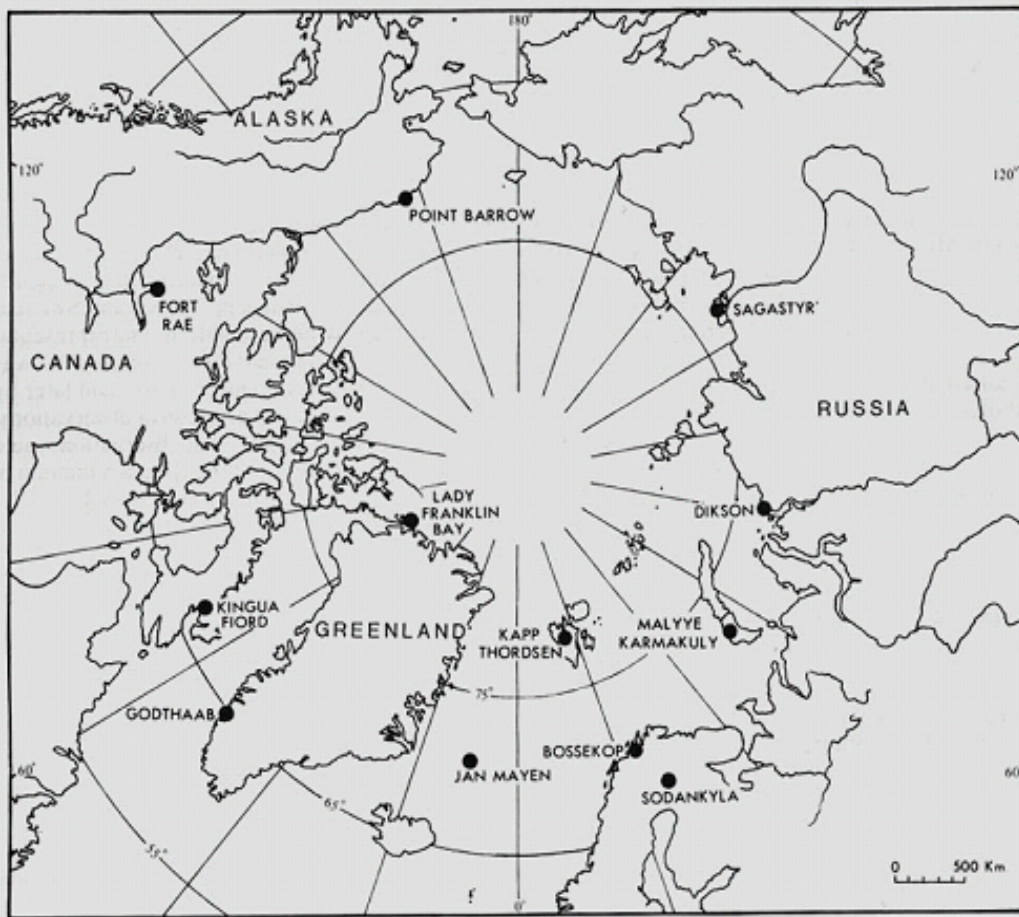 180°
ALASKA
120°
120°
POINT BARROW
FORT
RAE
SAGASTYR'
CANADA
RUSSIA
LADY
FRANKLIN
BAY
DIKSON
KINGUA
FIORD
GREENLAND
KAPP
THORDSEN
MALYYE
KARMAKULY
75°
GODTHAAB
BOSSEKOP
JAN MAYEN
SODANKYLA
60°
60
65°
55°
0 500 Km
0°